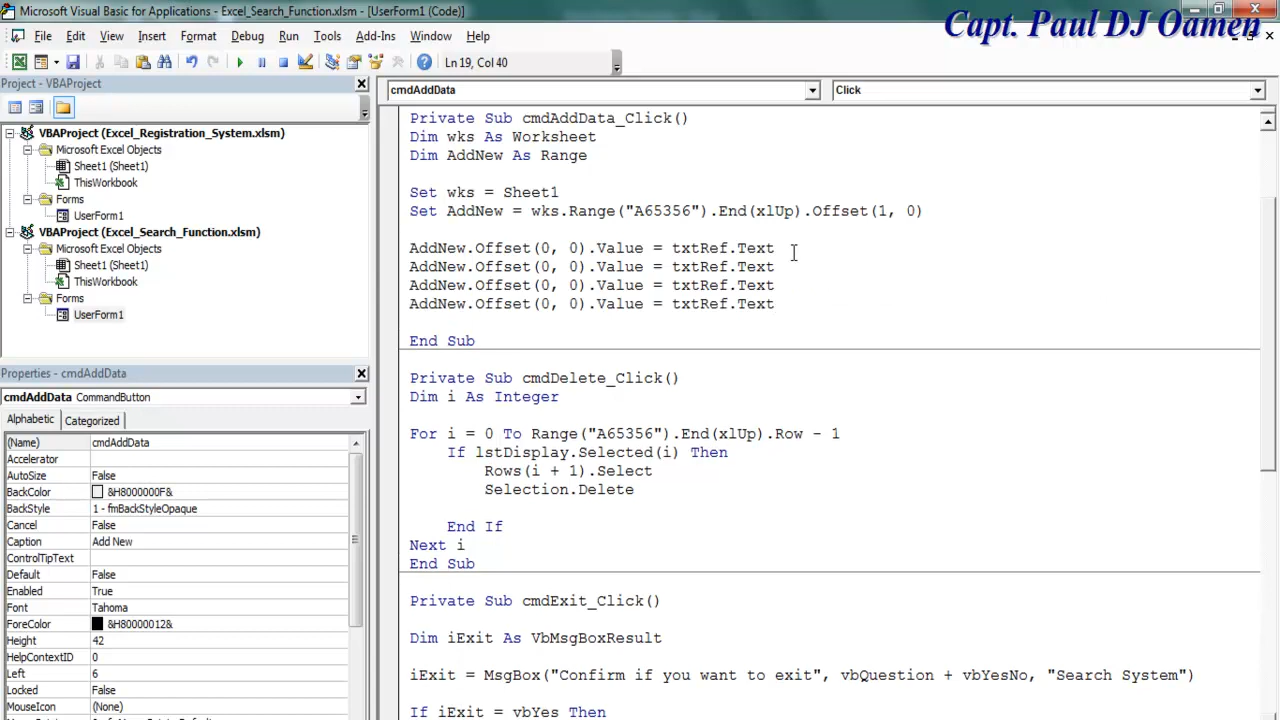 Microsoft Visual Basic for Applications - Excel_Search_Function.xlsm - [UserForm1 (Code)]
Capt. Paul DJ Oamen
File Edit View Insert Format Debug Run Tools Add-Ins Window Help
Ln 19, Col 40
Project - VBAProject
VBAProject (Excel_Registration_System.xlsm)
Microsoft Excel Objects
Sheet1 (Sheet1)
ThisWorkbook
Forms
UserForm1
VBAProject (Excel_Search_Function.xlsm)
Microsoft Excel Objects
Sheet1 (Sheet1)
ThisWorkbook
Forms
UserForm1
Properties - cmdAddData
cmdAddData CommandButton
Alphabetic Categorized
(Name) cmdAddData
Accelerator
AutoSize False
BackColor &H8000000F&
BackStyle 1 - fmBackStyleOpaque
Cancel False
Caption Add New
ControlTipText
Default False
Enabled True
Font Tahoma
ForeColor &H80000012&
Height 42
HelpContextID 0
Left 6
Locked False
MouseIcon (None)
cmdAddData Click
Private Sub cmdAddData_Click()
Dim wks As Worksheet
Dim AddNew As Range
Set wks = Sheet1
Set AddNew = wks.Range("A65356").End(xlUp).Offset(1, 0)
AddNew.Offset(0, 0).Value = txtRef.Text
AddNew.Offset(0, 0).Value = txtRef.Text
AddNew.Offset(0, 0).Value = txtRef.Text
AddNew.Offset(0, 0).Value = txtRef.Text
End Sub
Private Sub cmdDelete_Click()
Dim i As Integer
For i = 0 To Range("A65356").End(xlUp).Row - 1
If lstDisplay.Selected(i) Then
Rows(i + 1).Select
Selection.Delete
End If
Next i
End Sub
Private Sub cmdExit_Click()
Dim iExit As VbMsgBoxResult
iExit = MsgBox("Confirm if you want to exit", vbQuestion + vbYesNo, "Search System")
If iExit = vbYes Then